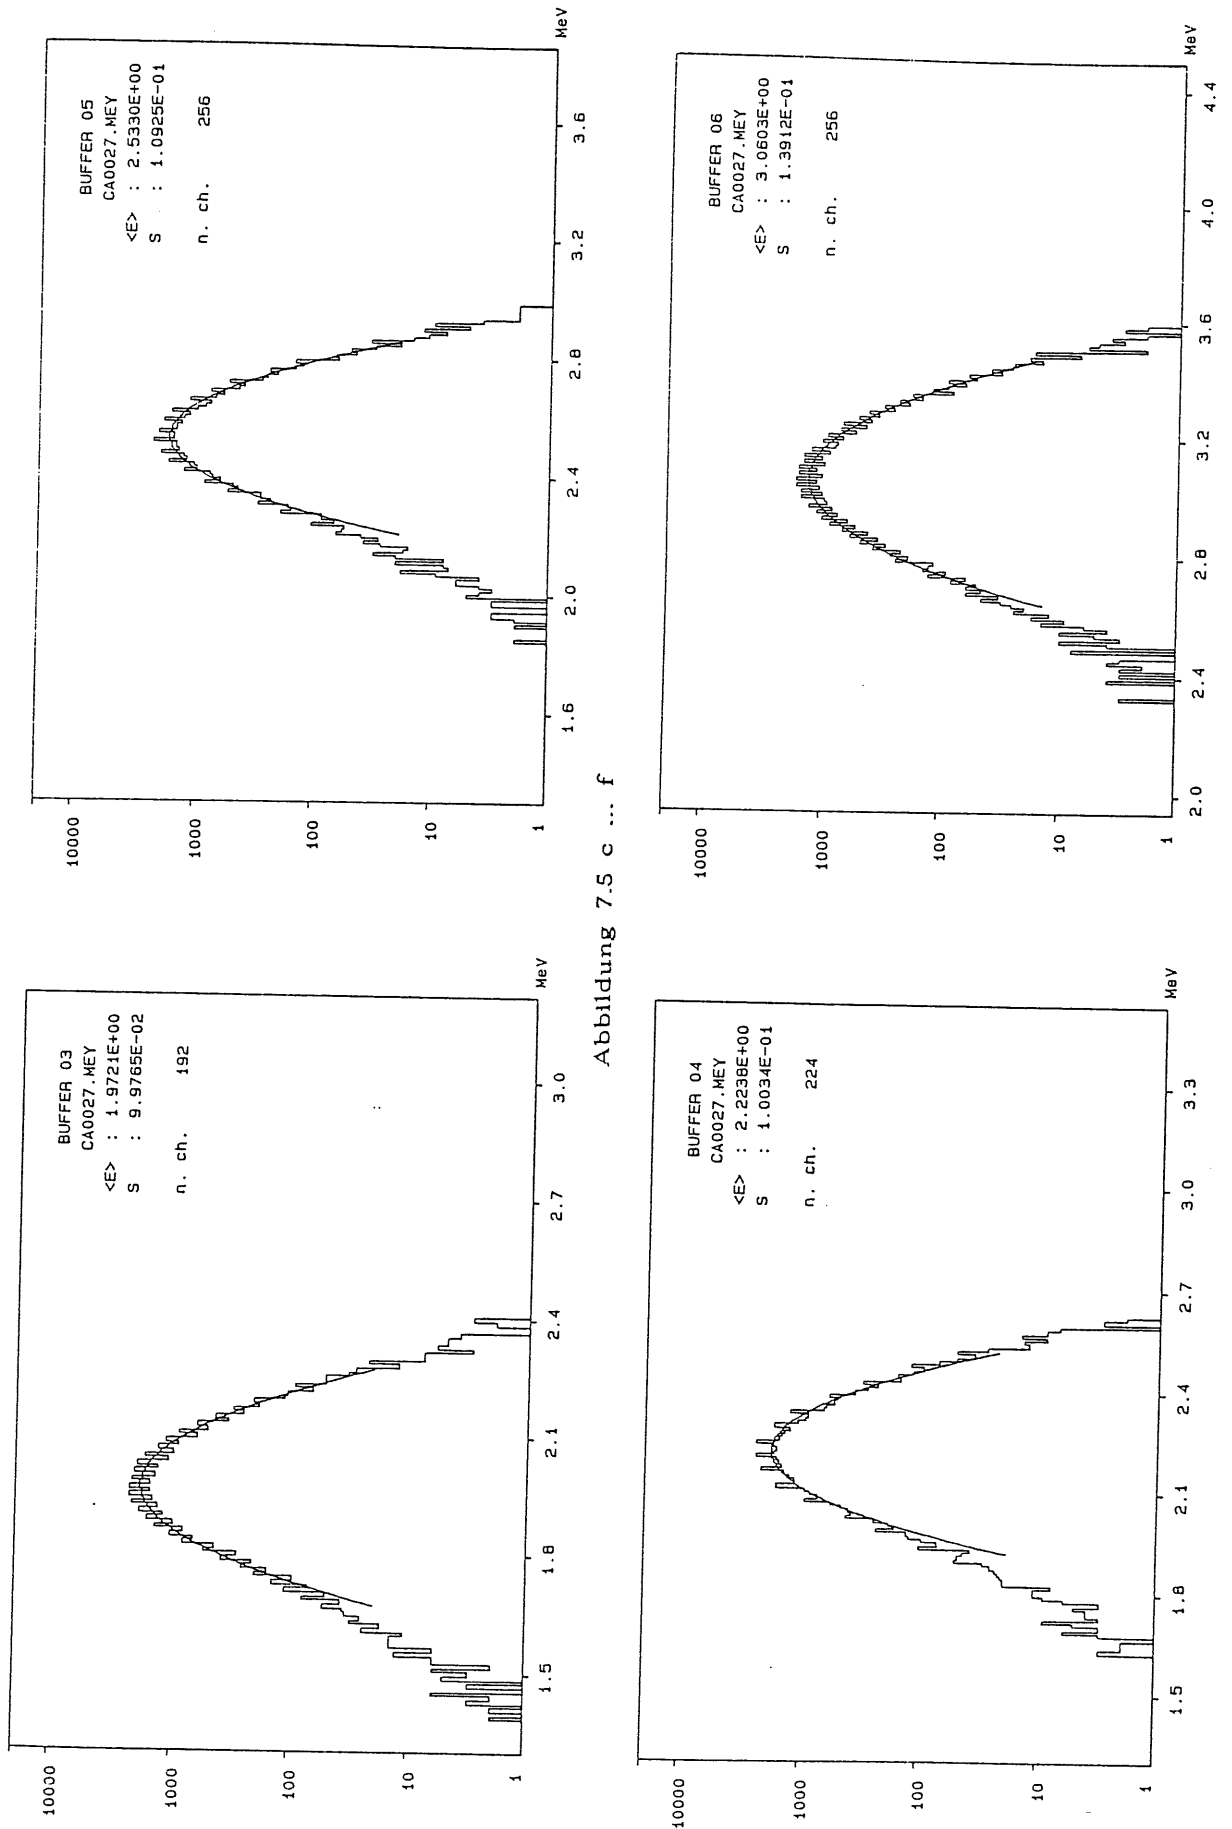 BUFFER 03
CA0027.MEY
<E> : 1.9721E+00
S : 9.9765E-02
n. ch. 192
10000
1000
100
10
1
1.5 1.8 2.1 2.4 2.7 3.0 MeV
BUFFER 05
CA0027.MEY
<E> : 2.5330E+00
S : 1.0925E-01
n. ch. 256
10000
1000
100
10
1
1.6 2.0 2.4 2.8 3.2 3.6 MeV
Abbildung 7.5 c ... f
BUFFER 04
CA0027.MEY
<E> : 2.2238E+00
S : 1.0034E-01
n. ch. 224
10000
1000
100
10
1
1.5 1.8 2.1 2.4 2.7 3.0 3.3 MeV
BUFFER 06
CA0027.MEY
<E> : 3.0603E+00
S : 1.3912E-01
n. ch. 256
10000
1000
100
10
1
2.0 2.4 2.8 3.2 3.6 4.0 4.4 MeV